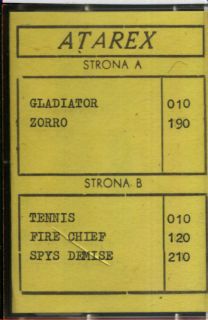 ATAREX
STRONA A
GLADIATOR 010
ZORRO 190
STRONA B
TENNIS 010
FIRE CHIEF 120
SPYS DEMISE 210